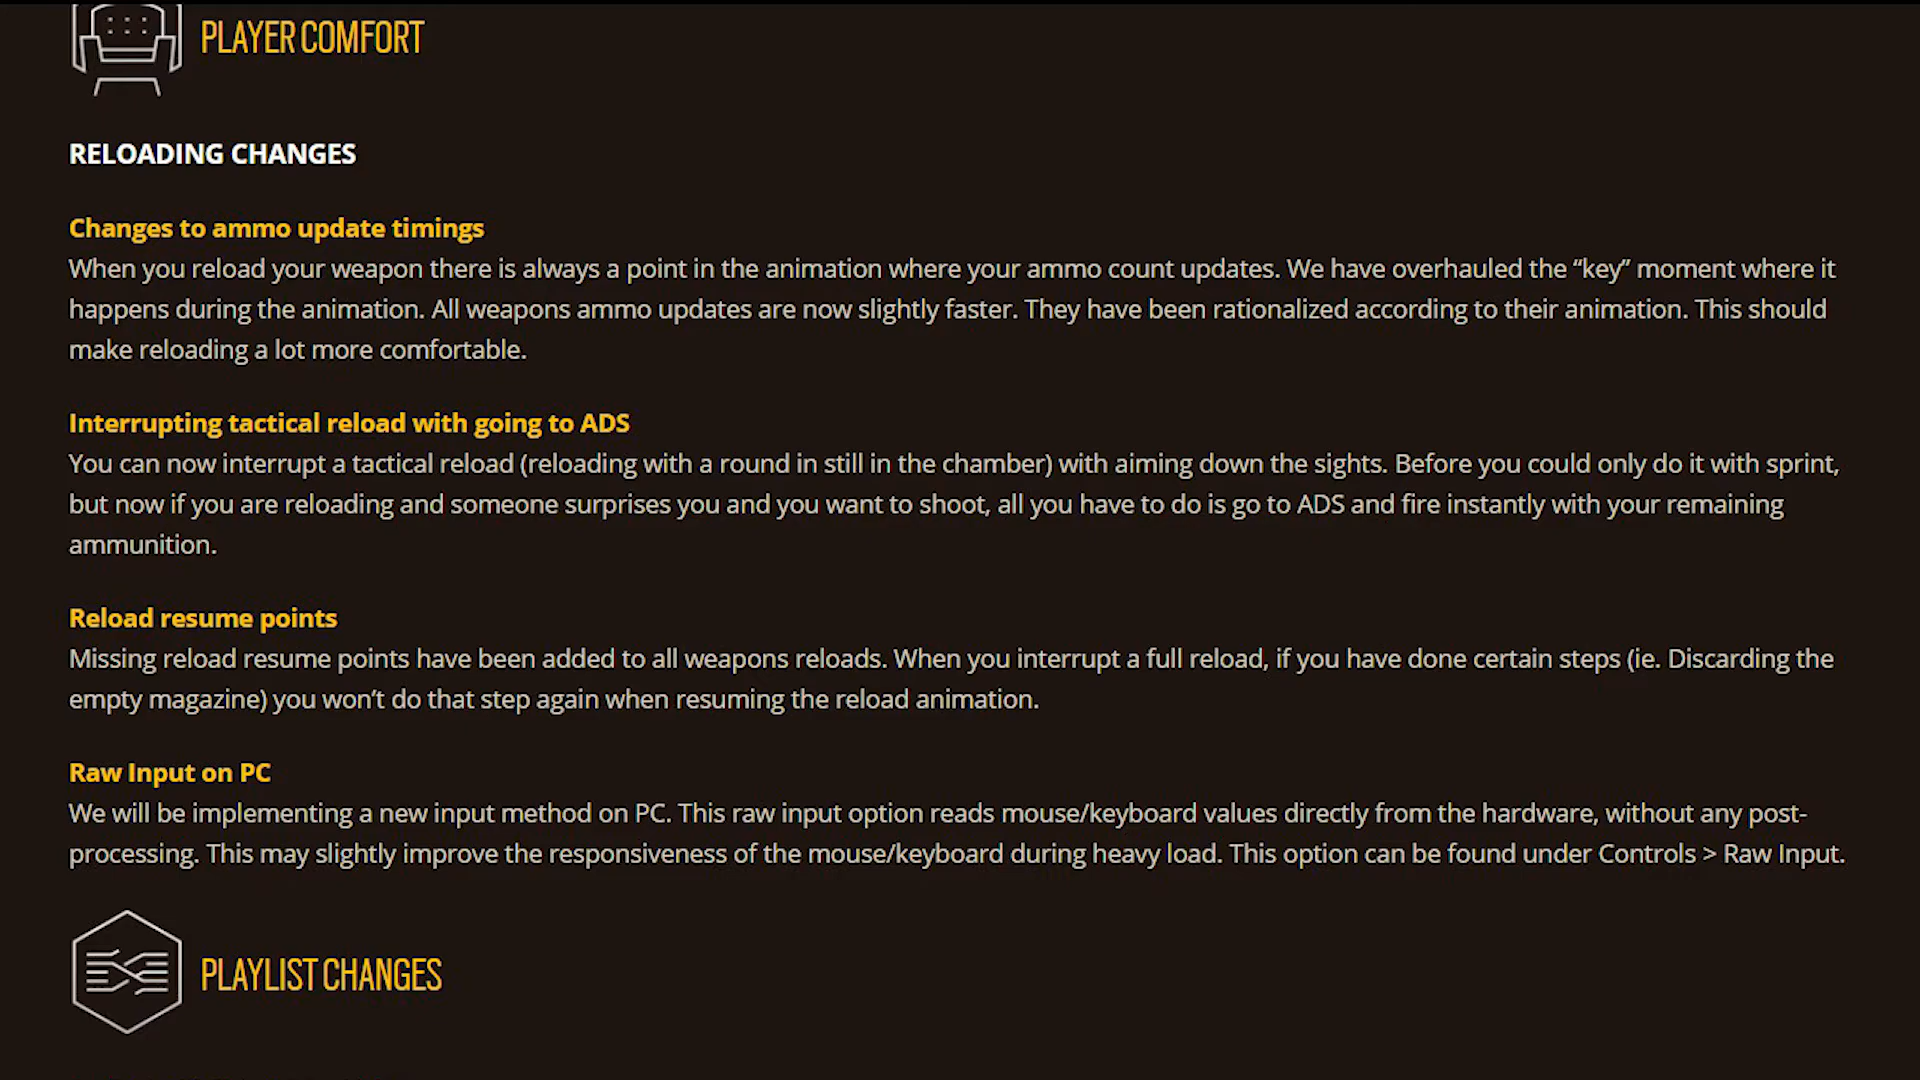 PLAYER COMFORT
RELOADING CHANGES
Changes to ammo update timings
When you reload your weapon there is always a point in the animation where your ammo count updates. We have overhauled the “key” moment where it
happens during the animation. All weapons ammo updates are now slightly faster. They have been rationalized according to their animation. This should
make reloading a lot more comfortable.
Interrupting tactical reload with going to ADS
You can now interrupt a tactical reload (reloading with a round in still in the chamber) with aiming down the sights. Before you could only do it with sprint,
but now if you are reloading and someone surprises you and you want to shoot, all you have to do is go to ADS and fire instantly with your remaining
ammunition.
Reload resume points
Missing reload resume points have been added to all weapons reloads. When you interrupt a full reload, if you have done certain steps (ie. Discarding the
empty magazine) you won’t do that step again when resuming the reload animation.
Raw Input on PC
We will be implementing a new input method on PC. This raw input option reads mouse/keyboard values directly from the hardware, without any post-
processing. This may slightly improve the responsiveness of the mouse/keyboard during heavy load. This option can be found under Controls > Raw Input.
PLAYLIST CHANGES